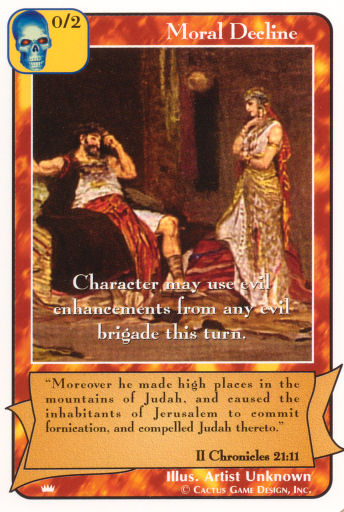 0/2
Moral Decline
Character may use evil
enhancements from any evil
brigade this turn.
“Moreover he made high places in the
mountains of Judah, and caused the
inhabitants of Jerusalem to commit
fornication, and compelled Judah thereto.”
II Chronicles 21:11
Illus. Artist Unknown
© Cactus Game Design, Inc.